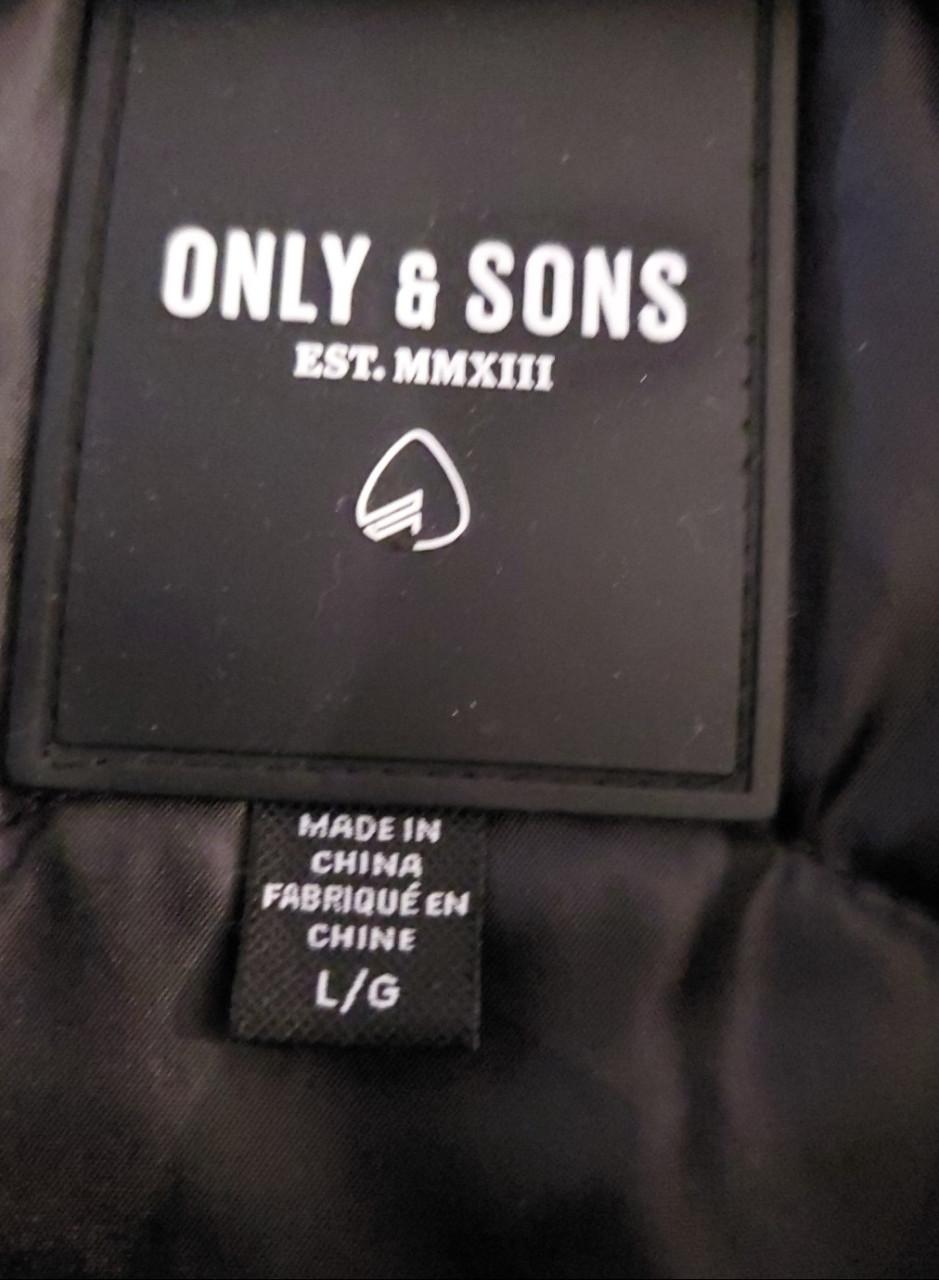 ONLY & SONS
EST. MMXIII
MADE IN
CHINA
FABRIQUÉ EN
CHINE
L/G